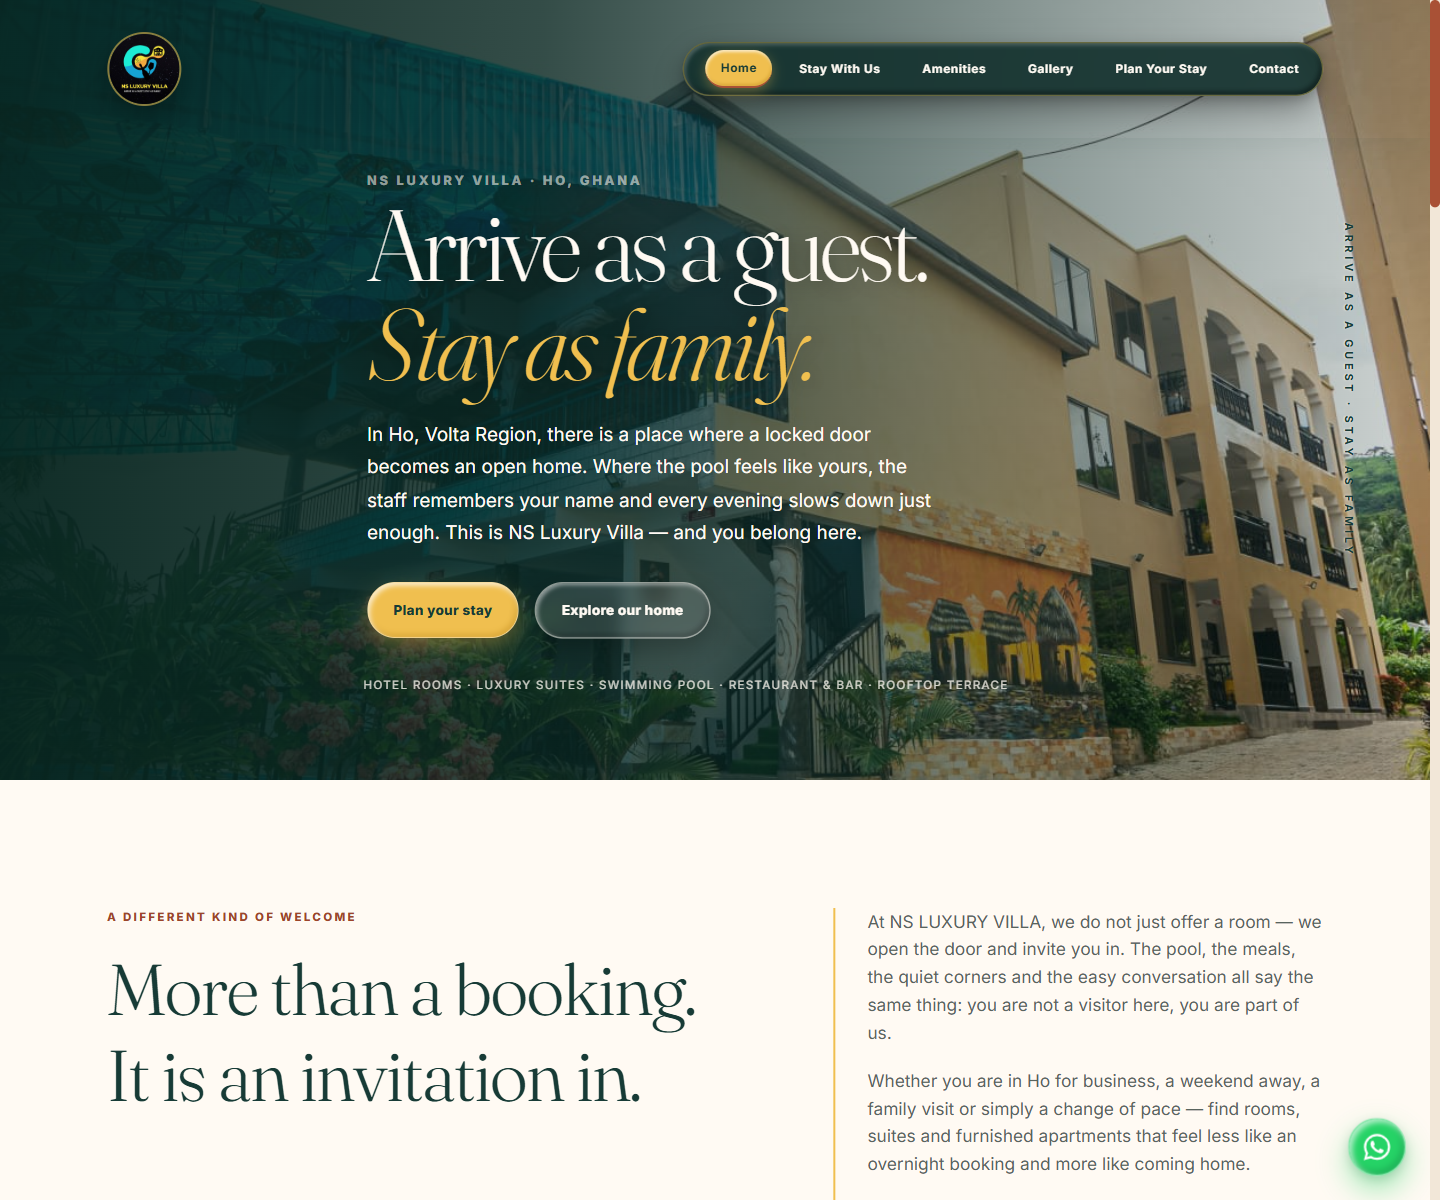 NS LUXURY VILLA
Home
Stay With Us
Amenities
Gallery
Plan Your Stay
Contact
NS LUXURY VILLA · HO, GHANA
Arrive as a guest.
Stay as family.
In Ho, Volta Region, there is a place where a locked door
becomes an open home. Where the pool feels like yours, the
staff remembers your name and every evening slows down just
enough. This is NS Luxury Villa — and you belong here.
Plan your stay
Explore our home
HOTEL ROOMS · LUXURY SUITES · SWIMMING POOL · RESTAURANT & BAR · ROOFTOP TERRACE
ARRIVE AS A GUEST · STAY AS FAMILY
A DIFFERENT KIND OF WELCOME
More than a booking.
It is an invitation in.
At NS LUXURY VILLA, we do not just offer a room — we
open the door and invite you in. The pool, the meals,
the quiet corners and the easy conversation all say the
same thing: you are not a visitor here, you are part of
us.
Whether you are in Ho for business, a weekend away, a
family visit or simply a change of pace — find rooms,
suites and furnished apartments that feel less like an
overnight booking and more like coming home.